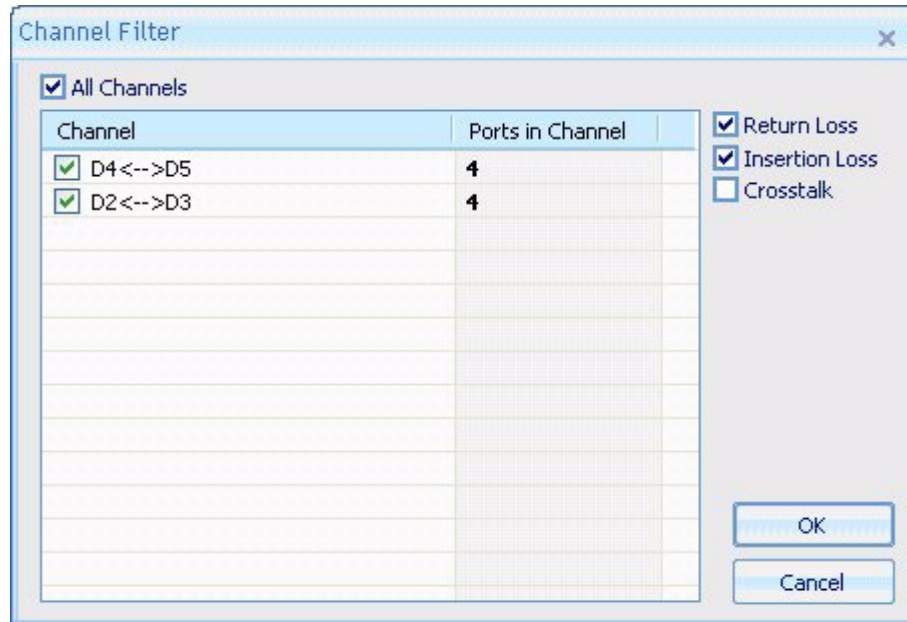 Channel Filter
All Channels
Channel Ports in Channel
D4<-->D5 4
D2<-->D3 4
Return Loss
Insertion Loss
Crosstalk
OK
Cancel